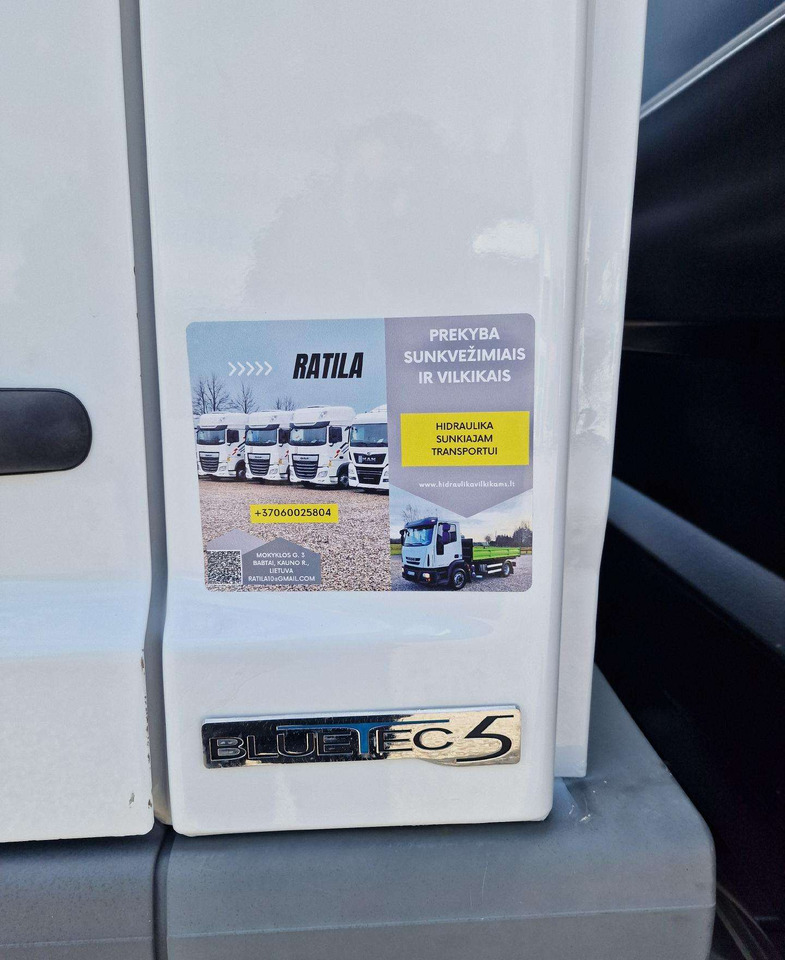 RATILA
+37060025804
MOKYKLOS G. 3
BABTAI, KAUNO R.,
LIETUVA
RATILA10@GMAIL.COM
PREKYBA
SUNKVEŽIMIAIS
IR VILKIKAIS
HIDRAULIKA
SUNKIAJAM
TRANSPORTUI
www.hidraulikavilkikams.lt
BLUETEC 5